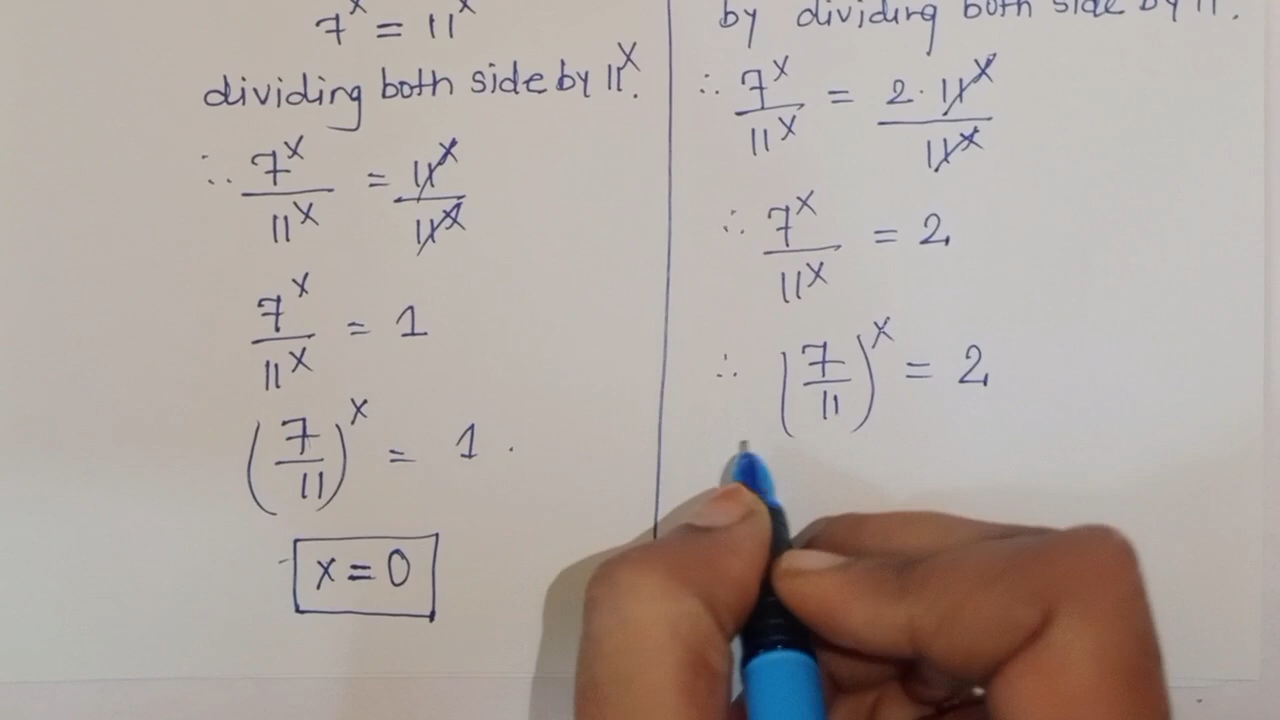 7^x = 11^x
dividing both side by 11^x.
∴ 7^x/11^x = 11^x/11^x
7^x/11^x = 1
(7/11)^x = 1.
x = 0
by dividing both side by 11.
∴ 7^x/11^x = 2·11^x/11^x
∴ 7^x/11^x = 2
∴ (7/11)^x = 2